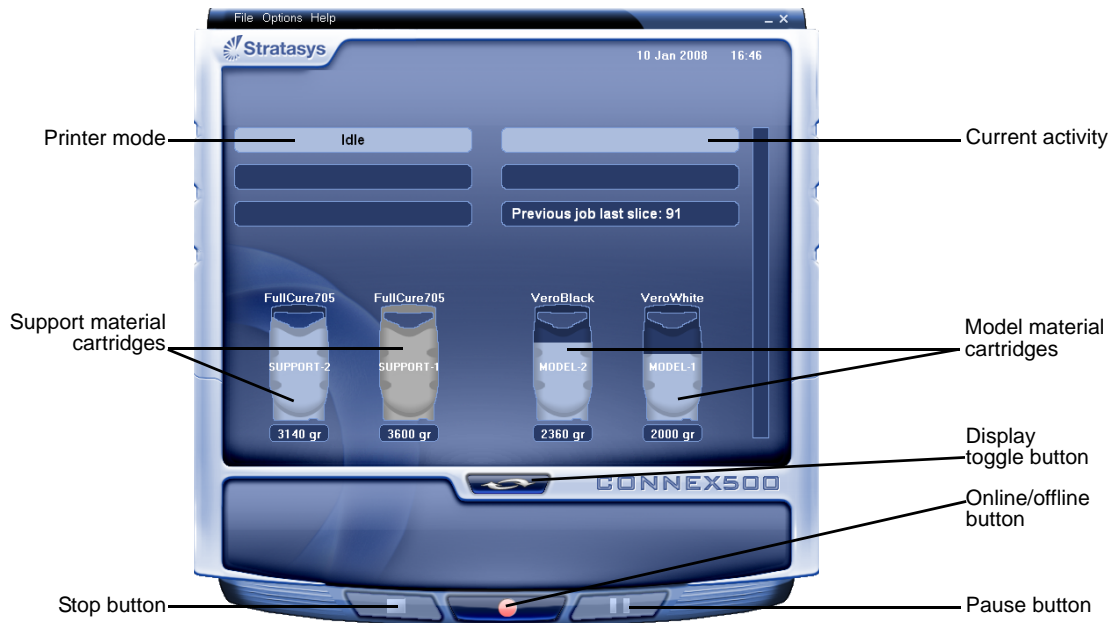 File Options Help
Stratasys
10 Jan 2008 16:46
Printer mode
Idle
Current activity
Previous job last slice: 91
FullCure705
FullCure705
VeroBlack
VeroWhite
Support material
cartridges
SUPPORT-2
SUPPORT-1
MODEL-2
MODEL-1
Model material
cartridges
3140 gr
3600 gr
2360 gr
2000 gr
Display
toggle button
CONNEX500
Online/offline
button
Stop button
Pause button